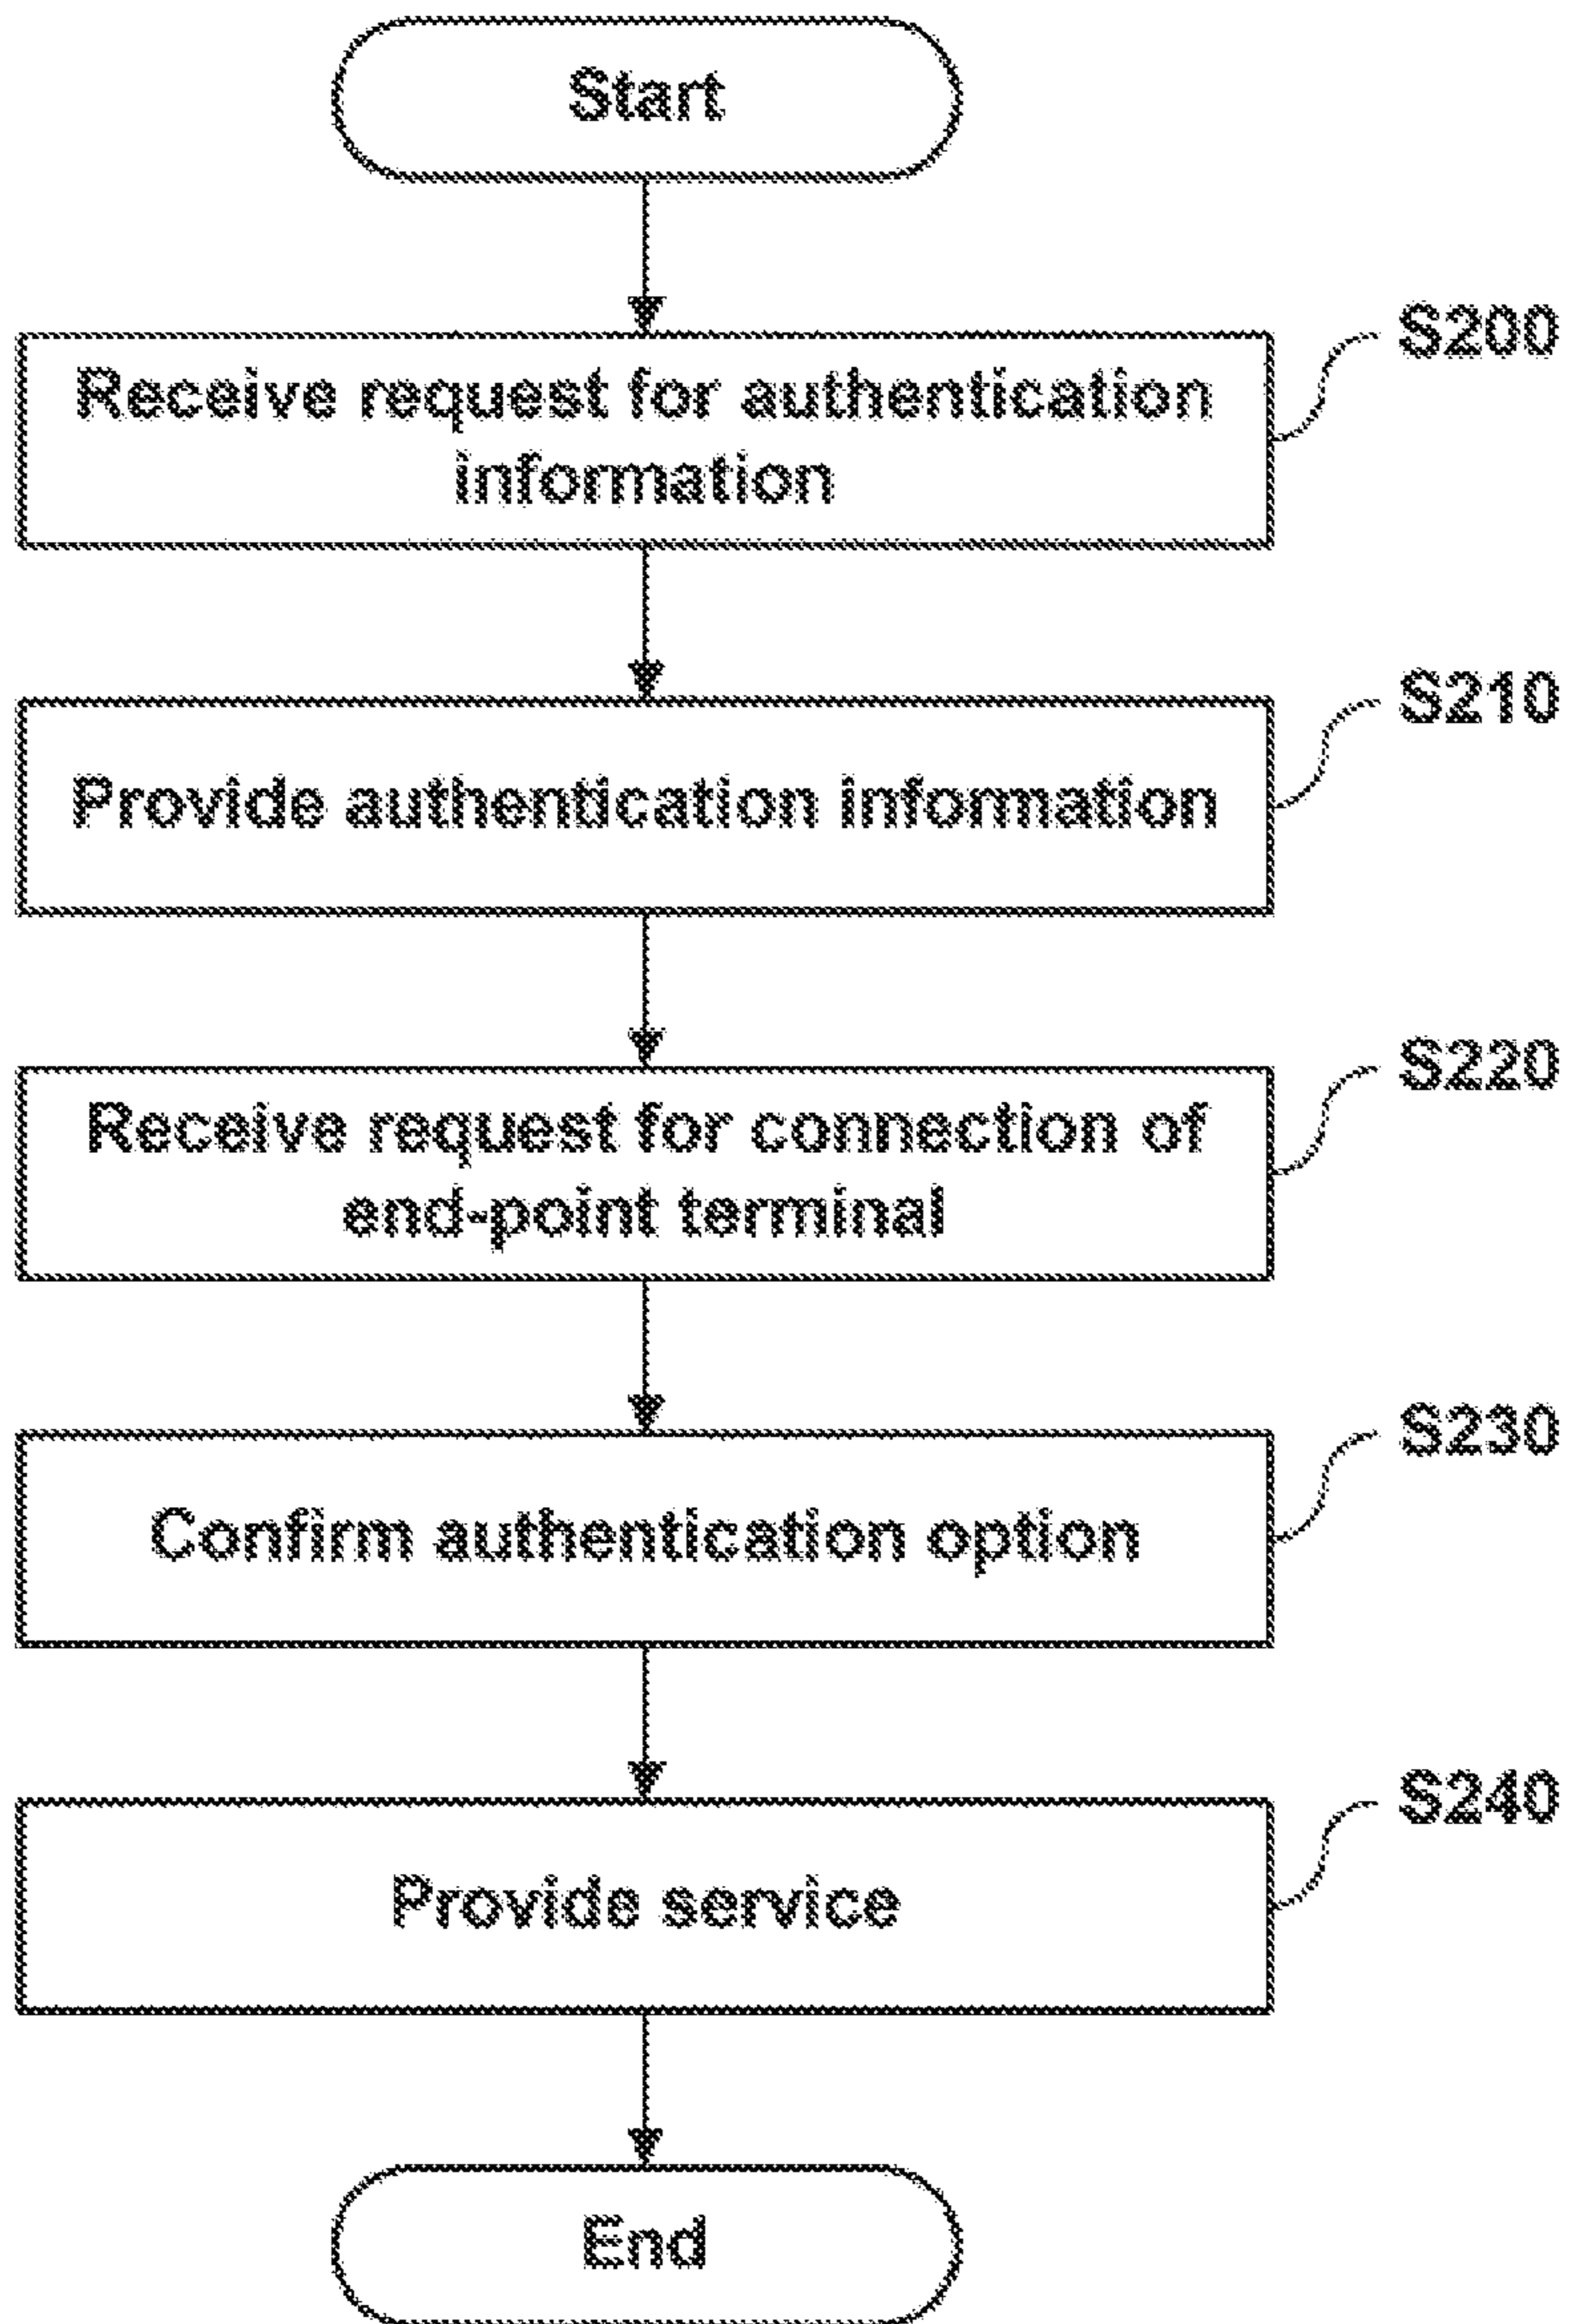 Start
S200
Receive request for authentication
information
S210
Provide authentication information
S220
Receive request for connection of
end-point terminal
S230
Confirm authentication option
S240
Provide service
End